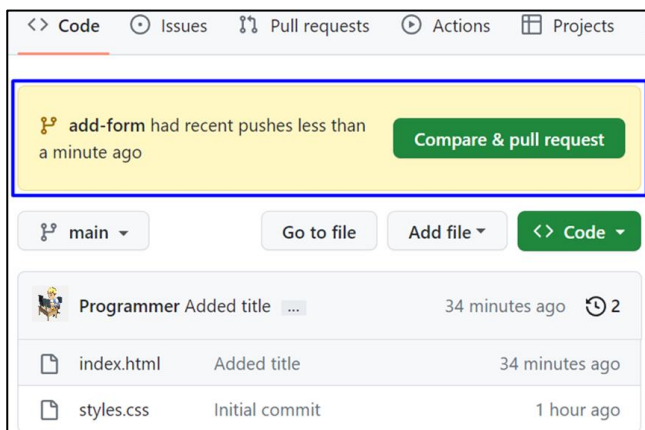 <> Code Issues Pull requests Actions Projects
add-form had recent pushes less than
a minute ago
Compare & pull request
main Go to file Add file <> Code
Programmer Added title ... 34 minutes ago 2
index.html Added title 34 minutes ago
styles.css Initial commit 1 hour ago